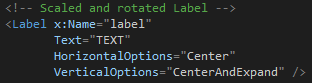 <!-- Scaled and rotated Label -->
<Label x:Name="label"
Text="TEXT"
HorizontalOptions="Center"
VerticalOptions="CenterAndExpand" />